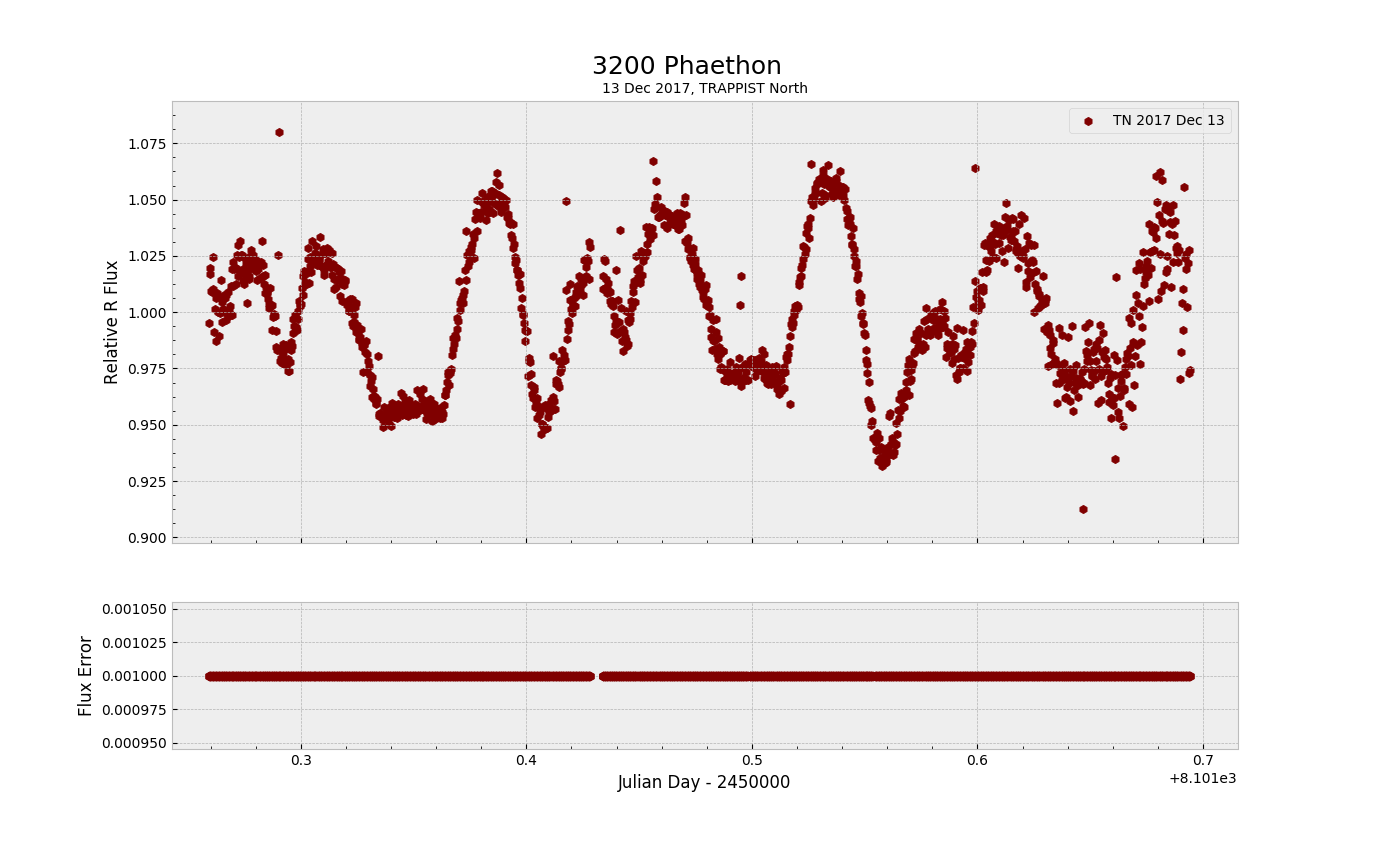 3200 Phaethon
13 Dec 2017, TRAPPIST North
TN 2017 Dec 13
Relative R Flux
1.075
1.050
1.025
1.000
0.975
0.950
0.925
0.900
Flux Error
0.001050
0.001025
0.001000
0.000975
0.000950
0.3 0.4 0.5 0.6 0.7
+8.101e3
Julian Day - 2450000